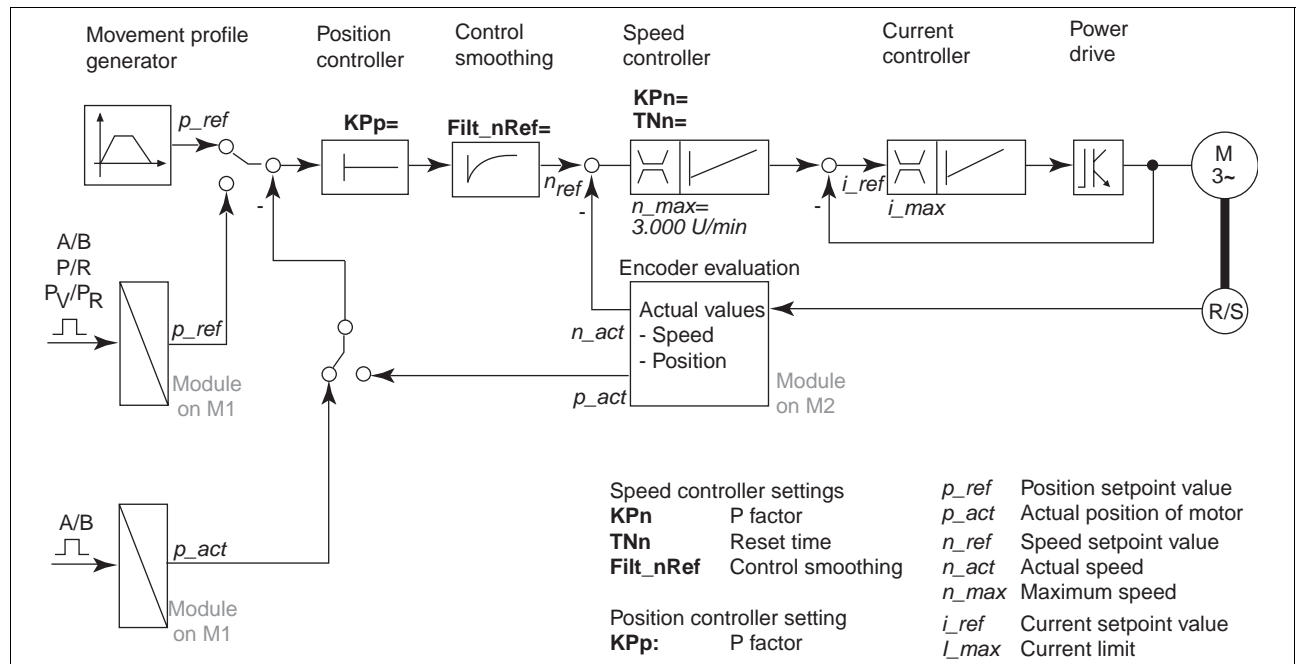 Movement profile
generator
Position
controller
Control
smoothing
Speed
controller
Current
controller
Power
drive
p_ref
KPp=
Filt_nRef=
KPn=
TNn=
nref
n_max=
3.000 U/min
i_ref
i_max
M
3~
-
-
-
A/B
P/R
PV/PR
p_ref
Module
on M1
Encoder evaluation
Actual values
- Speed
- Position
n_act
p_act
Module
on M2
R/S
A/B
p_act
Module
on M1
Speed controller settings
KPn P factor
TNn Reset time
Filt_nRef Control smoothing
Position controller setting
KPp: P factor
p_ref Position setpoint value
p_act Actual position of motor
n_ref Speed setpoint value
n_act Actual speed
n_max Maximum speed
i_ref Current setpoint value
I_max Current limit